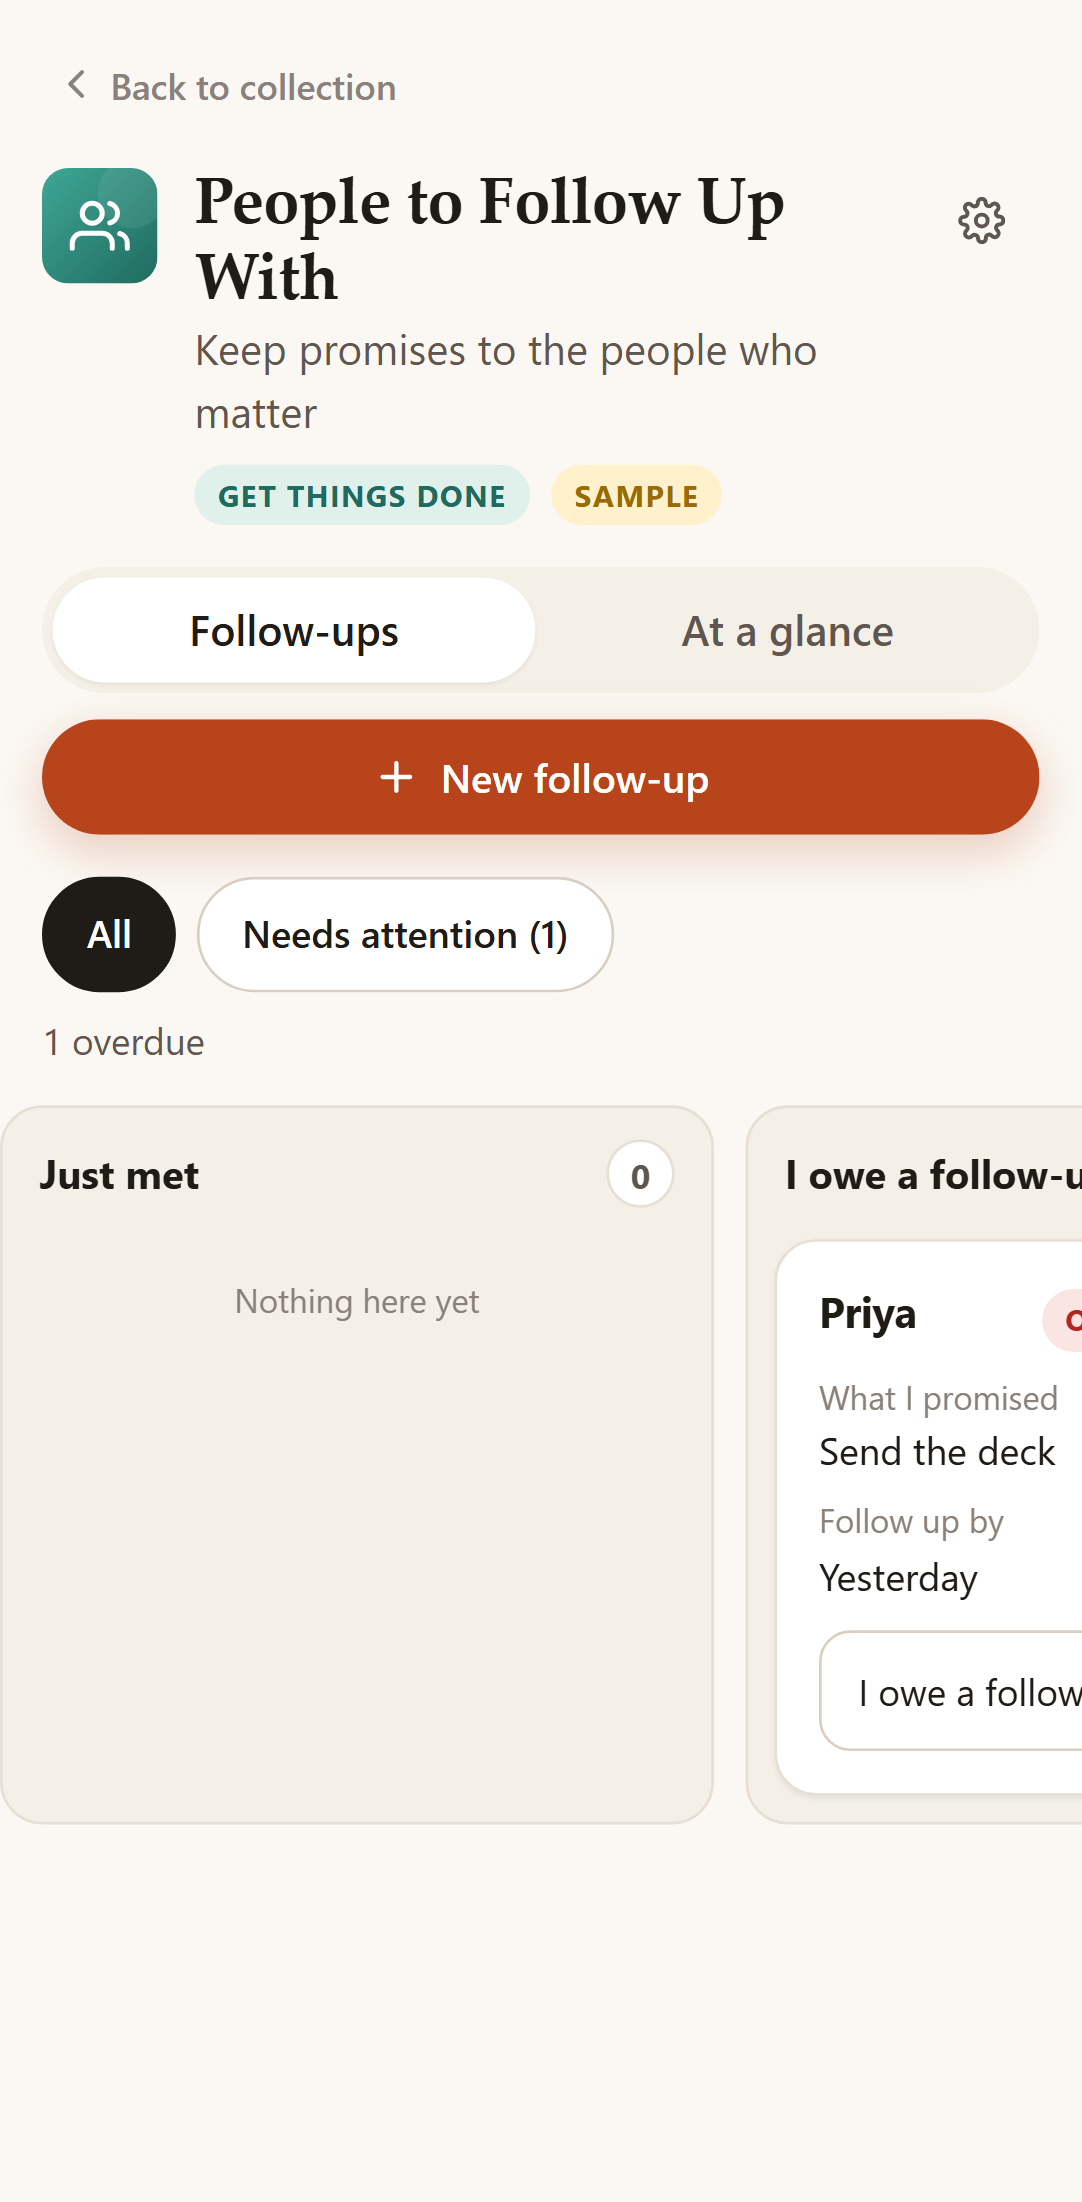 Back to collection
People to Follow Up
With
Keep promises to the people who
matter
GET THINGS DONE
SAMPLE
Follow-ups
At a glance
New follow-up
All
Needs attention (1)
1 overdue
Just met
0
Nothing here yet
I owe a follow-u
Priya
What I promised
Send the deck
Follow up by
Yesterday
I owe a follow